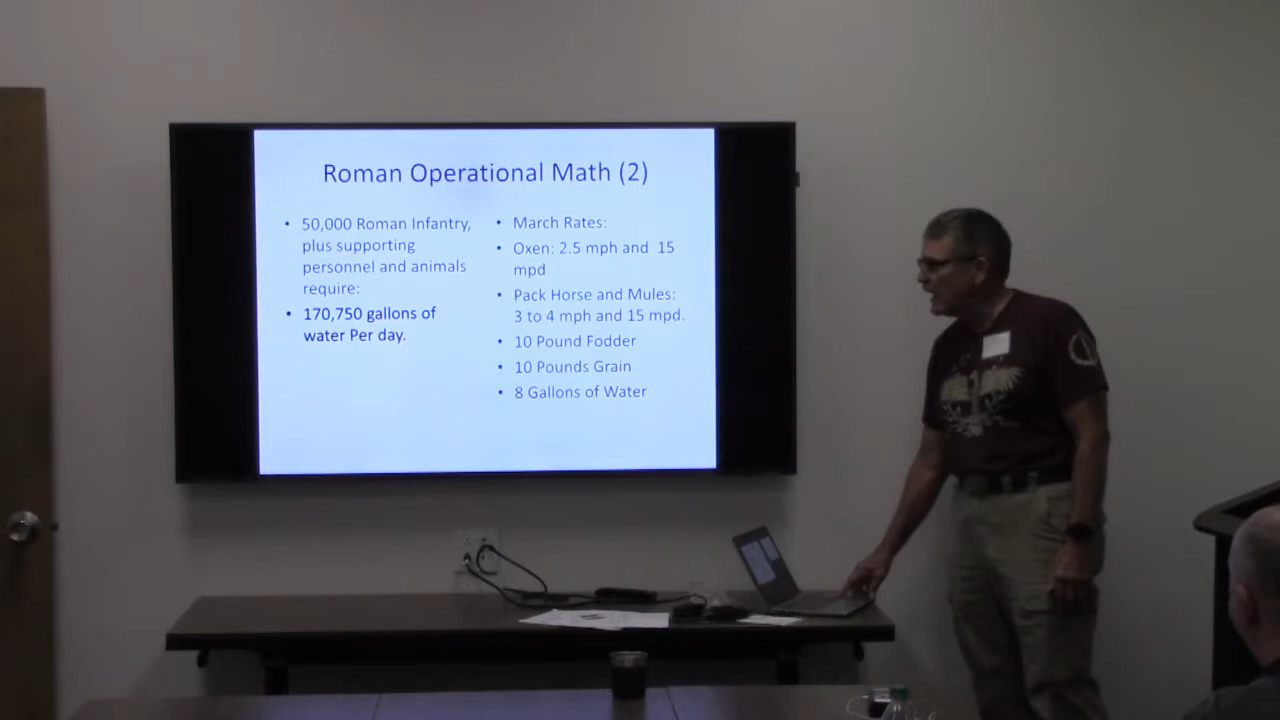 Roman Operational Math (2)
• 50,000 Roman Infantry,
plus supporting
personnel and animals
require:
• 170,750 gallons of
water Per day.
• March Rates:
• Oxen: 2.5 mph and 15
mpd
• Pack Horse and Mules:
3 to 4 mph and 15 mpd.
• 10 Pound Fodder
• 10 Pounds Grain
• 8 Gallons of Water